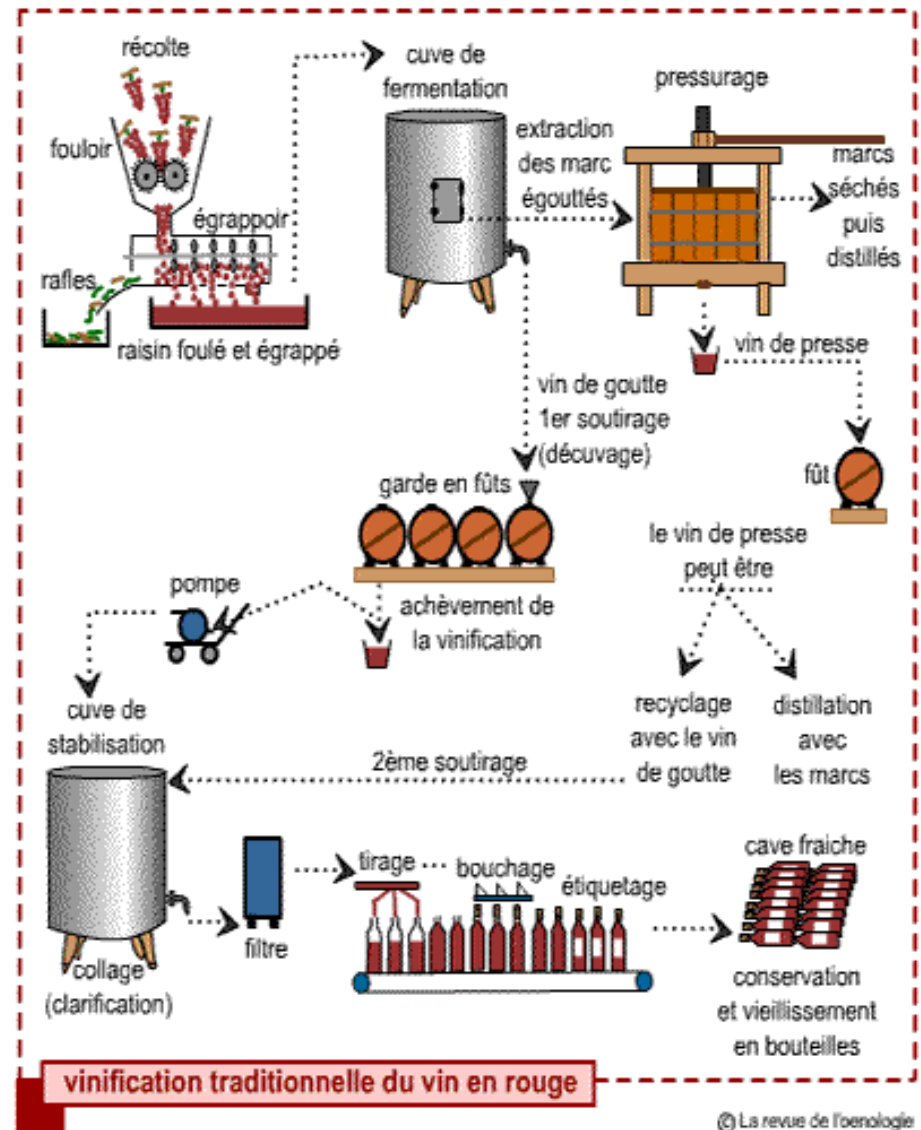 récolte
fouloir
égrappoir
rafles
raisin foulé et égrappé
cuve de
fermentation
extraction
des marc
égouttés
pressurage
marcs
séchés
puis
distillés
vin de presse
fût
vin de goutte
1er soutirage
(décuvage)
garde en fûts
le vin de presse
peut être
pompe
achèvement de
la vinification
recyclage
avec le vin
de goutte
distillation
avec
les marcs
cuve de
stabilisation
2ème soutirage
collage
(clarification)
filtre
tirage
bouchage
étiquetage
cave fraiche
conservation
et vieillissement
en bouteilles
vinification traditionnelle du vin en rouge
© La revue de l'oenologie